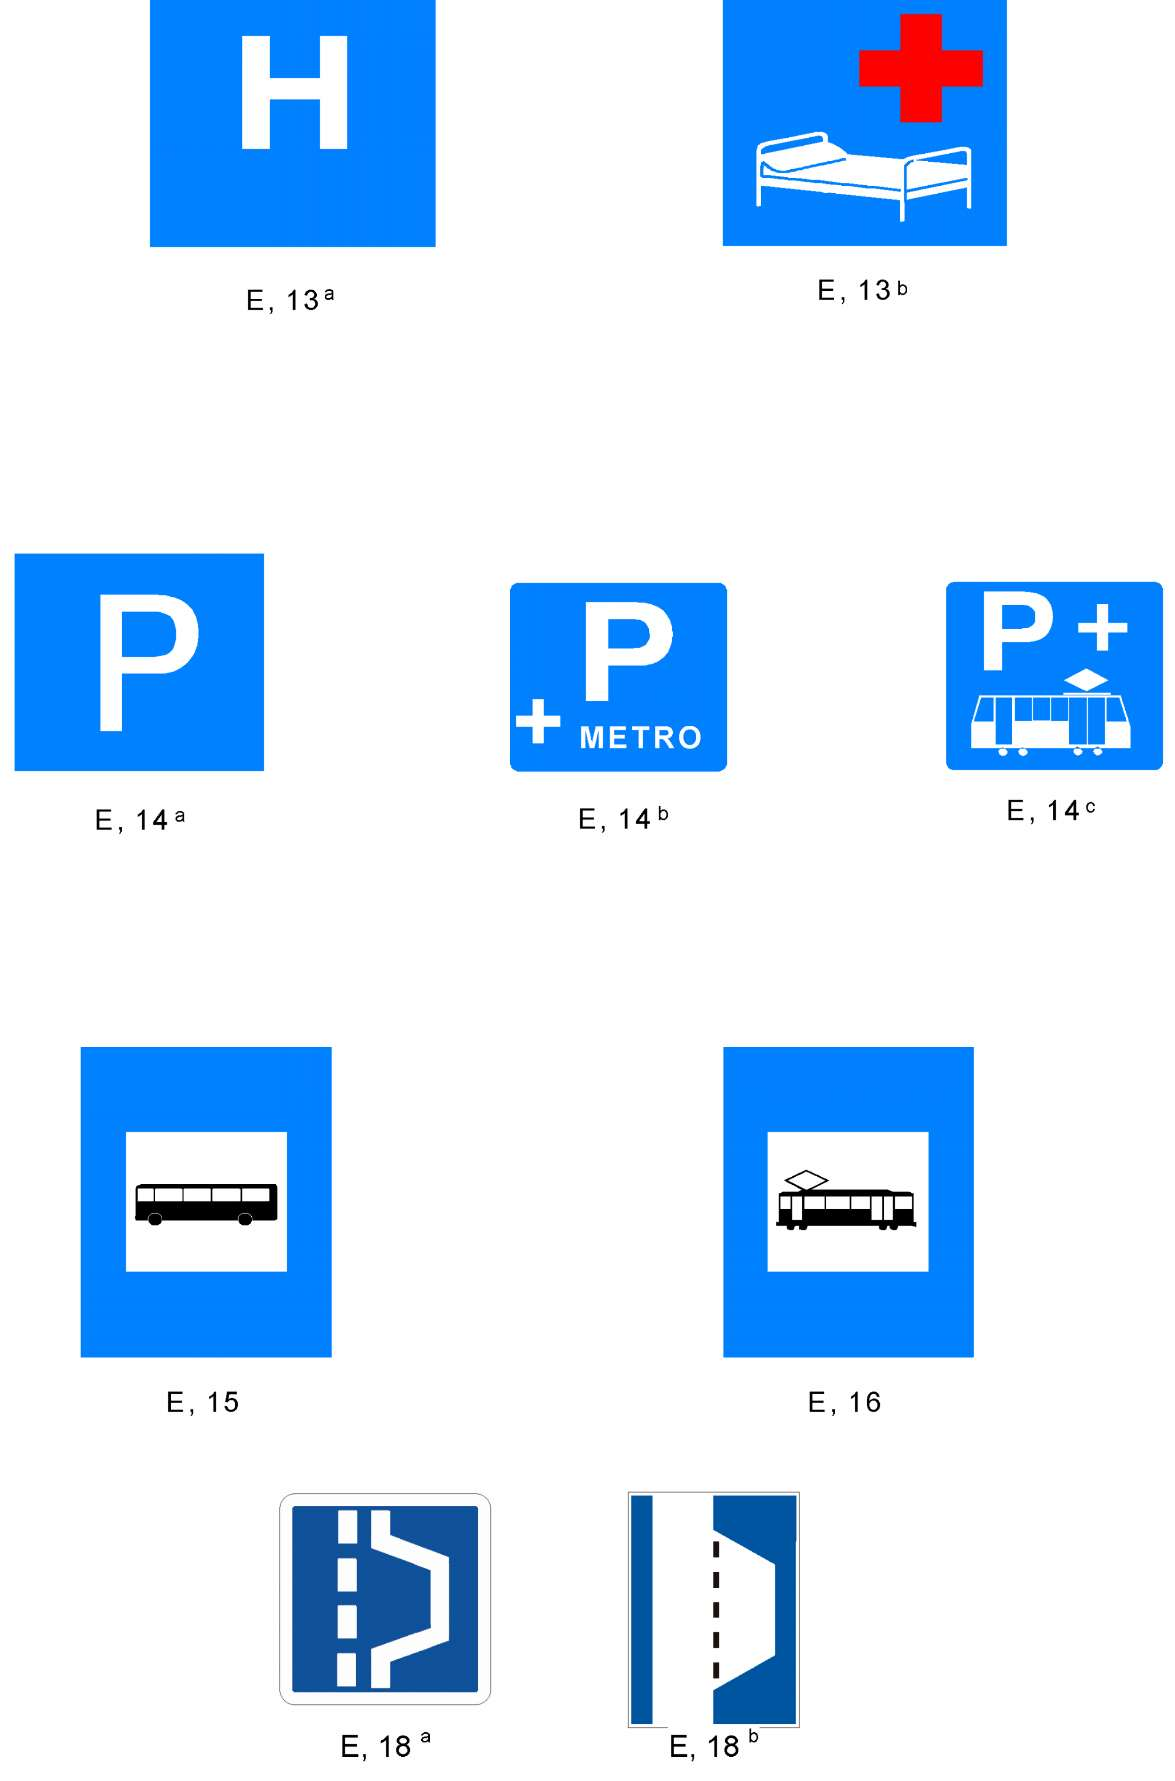 H
E, 13 a
E, 13 b
P
P
+ METRO
P +
E, 14 a
E, 14 b
E, 14 c
E, 15
E, 16
E, 18 a
E, 18 b